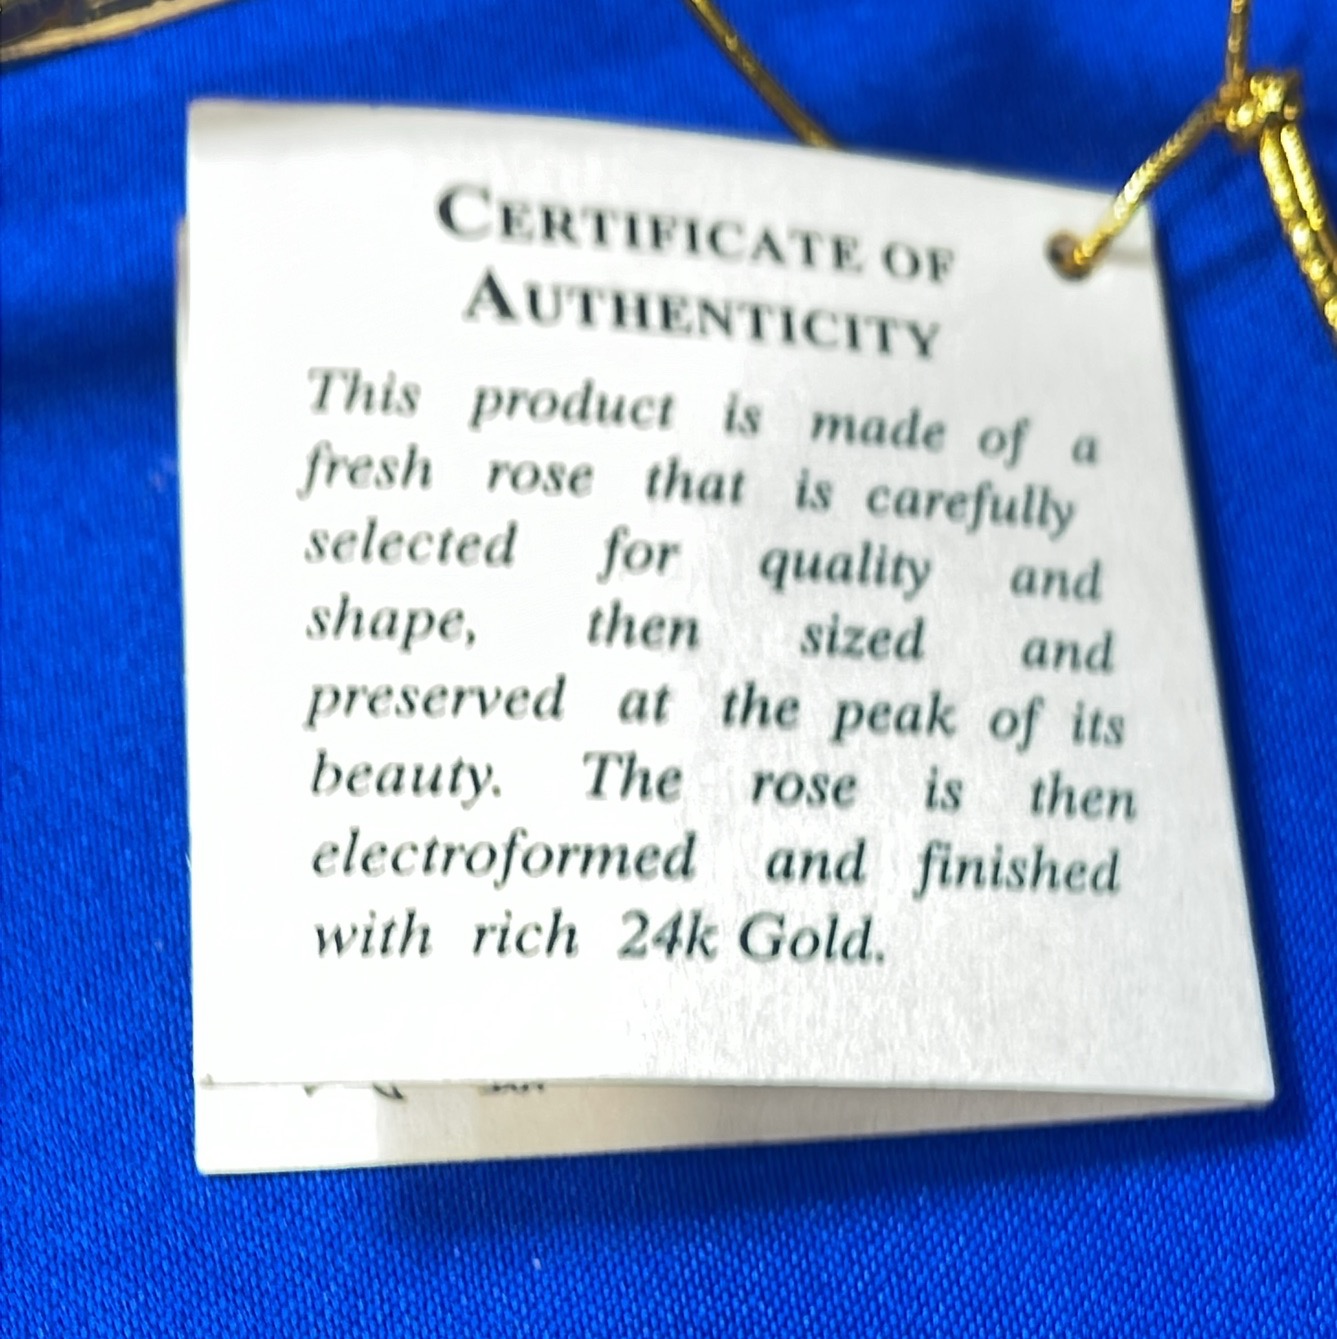 CERTIFICATE OF
AUTHENTICITY
This product is made of a
fresh rose that is carefully
selected for quality and
shape, then sized and
preserved at the peak of its
beauty. The rose is then
electroformed and finished
with rich 24k Gold.